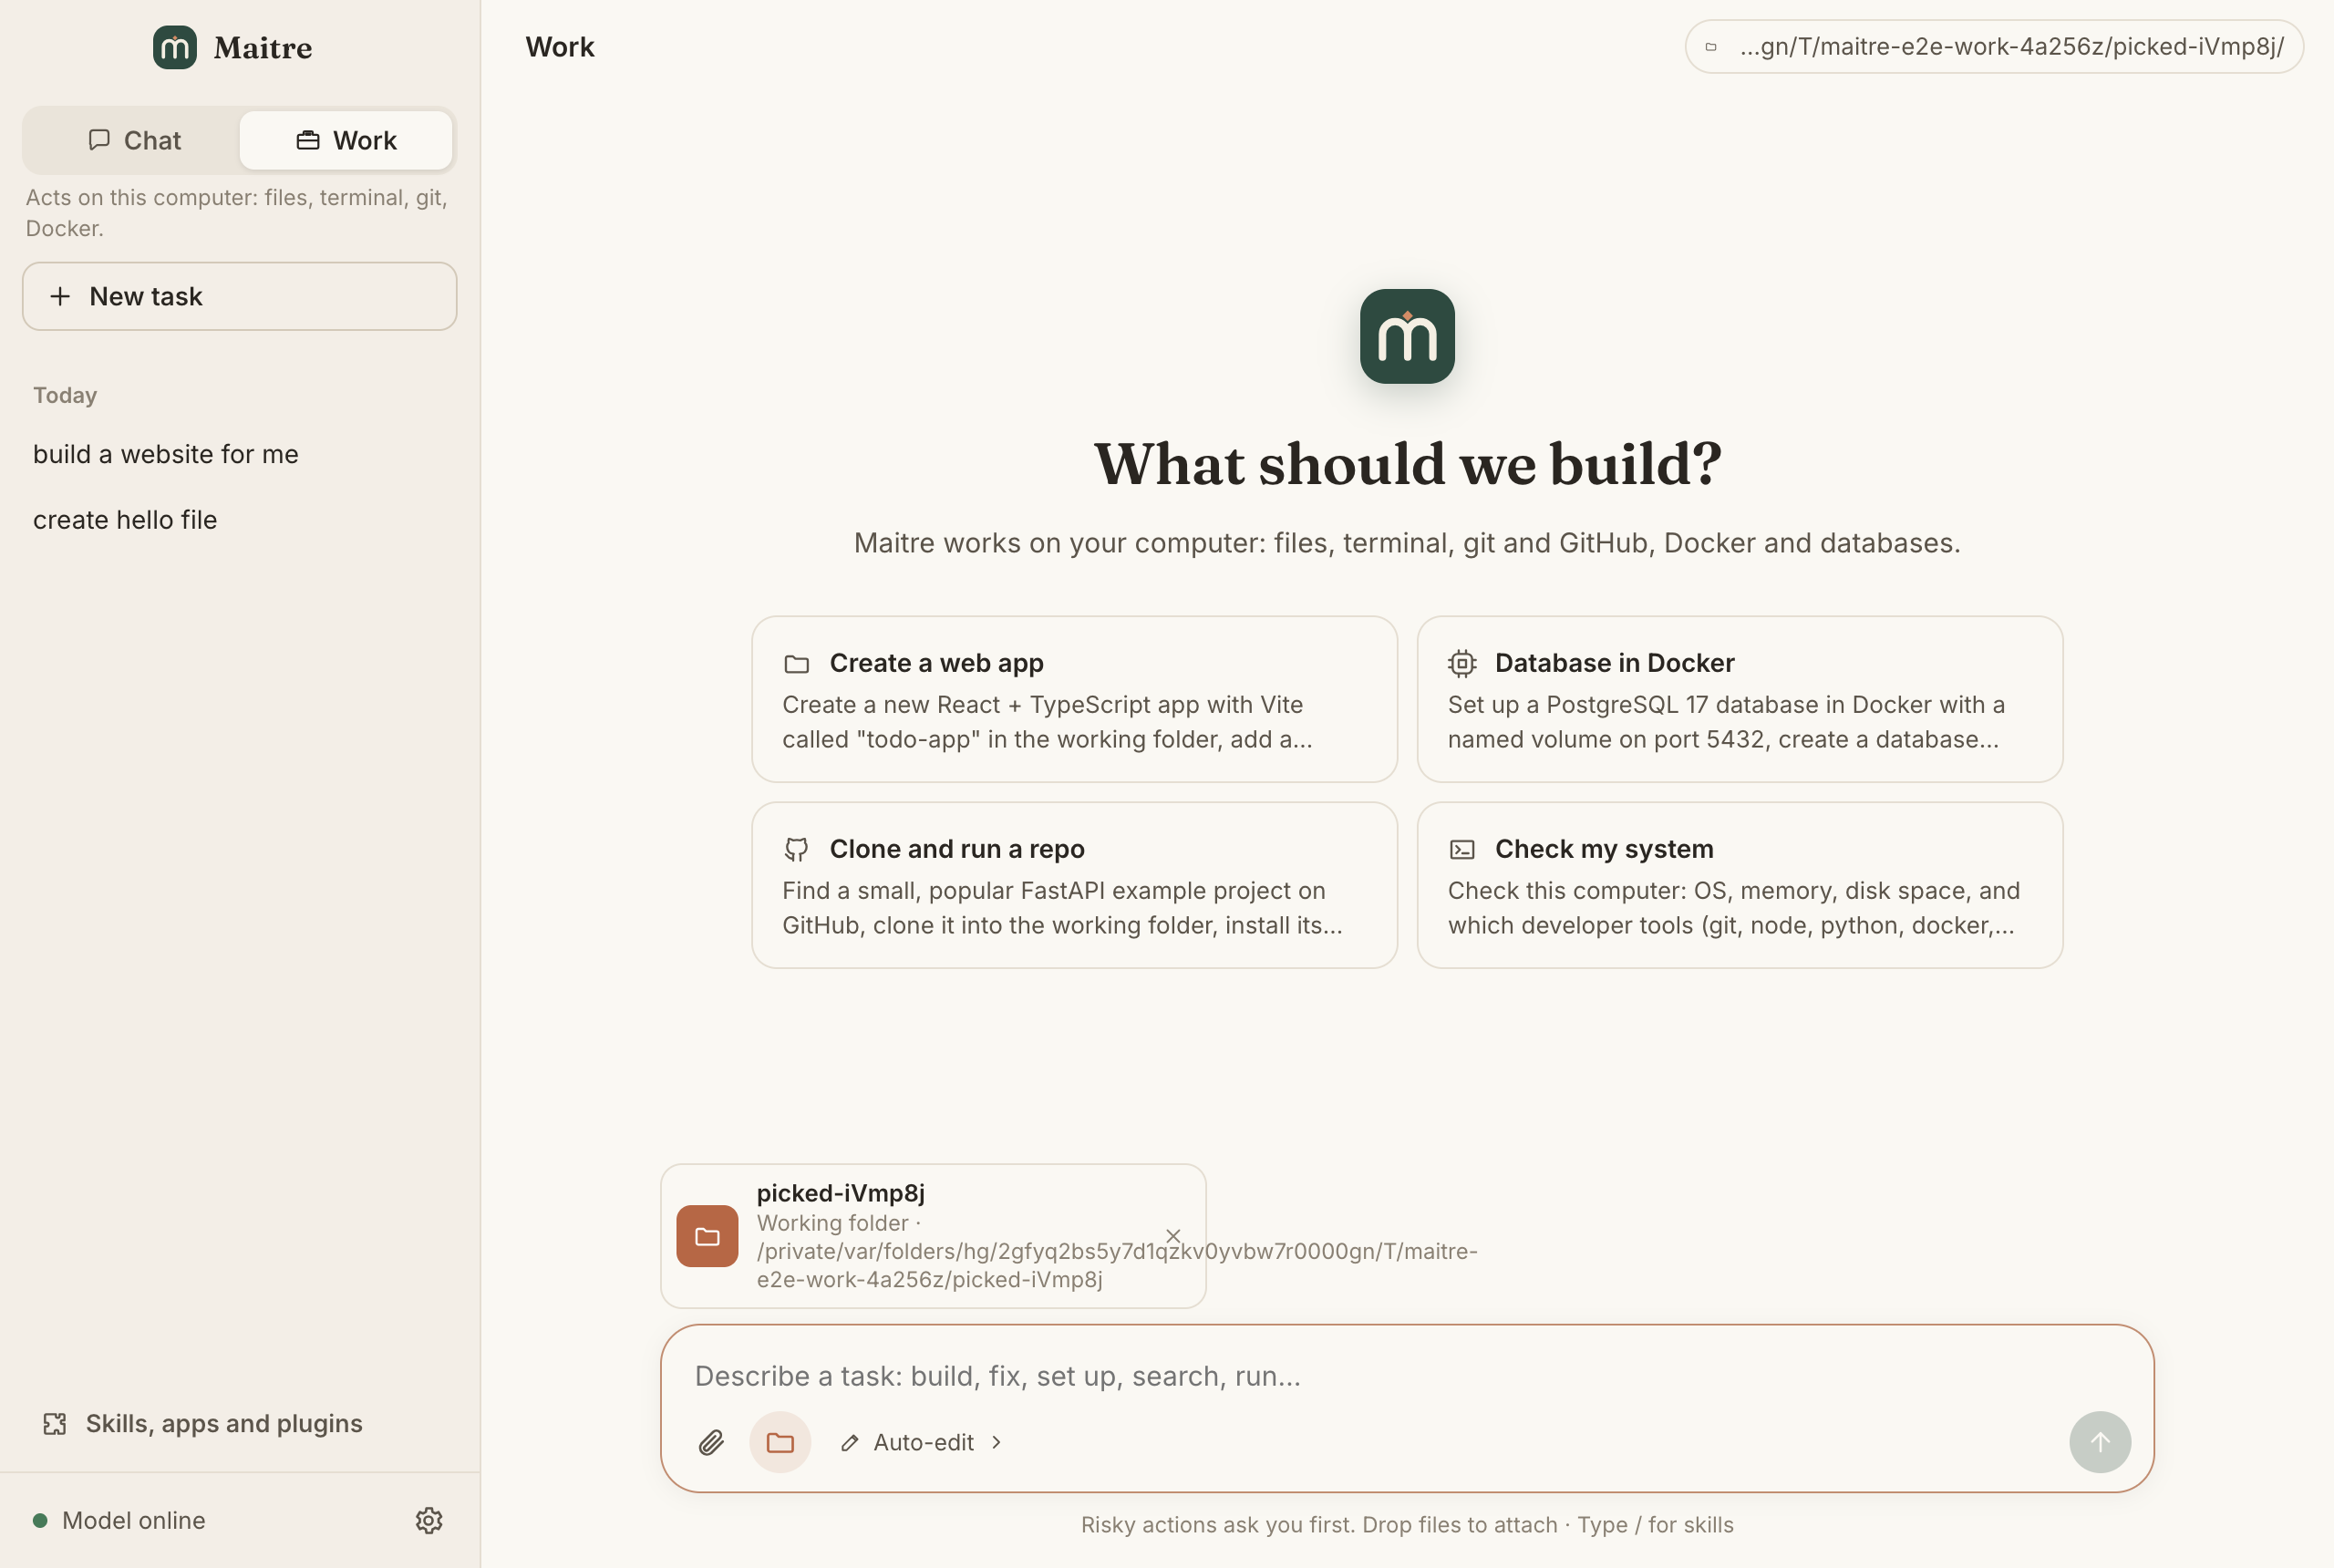 Maitre
Work
...gn/T/maitre-e2e-work-4a256z/picked-iVmp8j/
Chat
Work
Acts on this computer: files, terminal, git,
Docker.
New task
Today
build a website for me
create hello file
What should we build?
Maitre works on your computer: files, terminal, git and GitHub, Docker and databases.
Create a web app
Create a new React + TypeScript app with Vite
called "todo-app" in the working folder, add a...
Database in Docker
Set up a PostgreSQL 17 database in Docker with a
named volume on port 5432, create a database...
Clone and run a repo
Find a small, popular FastAPI example project on
GitHub, clone it into the working folder, install its...
Check my system
Check this computer: OS, memory, disk space, and
which developer tools (git, node, python, docker,...
picked-iVmp8j
Working folder ·
/private/var/folders/hg/2gfyq2bs5y7d1qzkv0yvbw7r0000gn/T/maitre-
e2e-work-4a256z/picked-iVmp8j
Describe a task: build, fix, set up, search, run...
Auto-edit
Skills, apps and plugins
Model online
Risky actions ask you first. Drop files to attach · Type / for skills